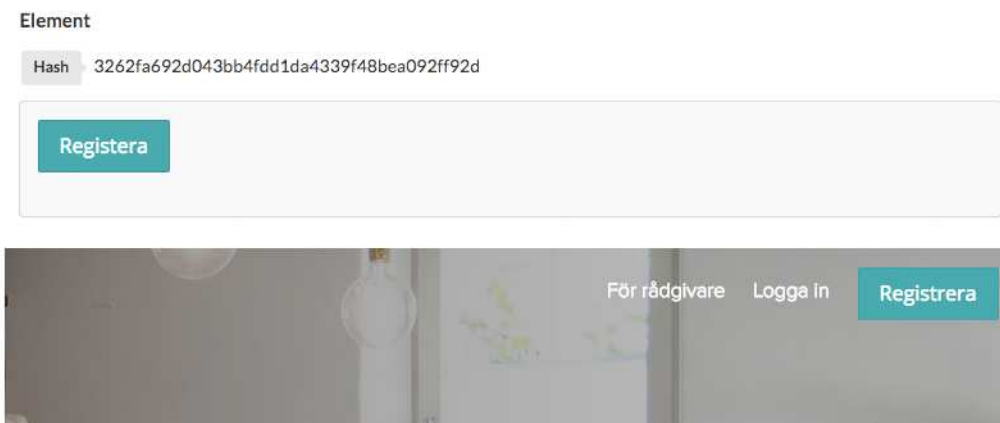 Element
Hash 3262fa692d043bb4fdd1da4339f48bea092ff92d
Registera
För rådgivare Logga in Registrera